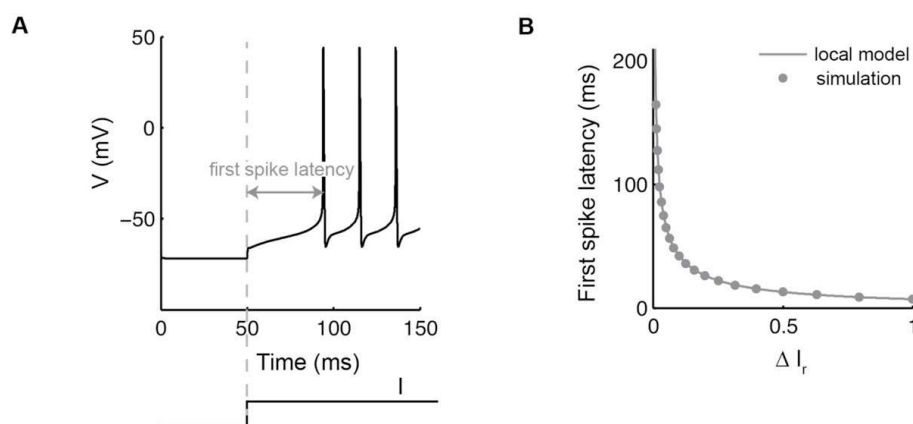 A
50
0
−50
V (mV)
first spike latency
0
50
100
150
Time (ms)
I
B
200
100
0
First spike latency (ms)
local model
simulation
0
0.5
1
Δ Ir